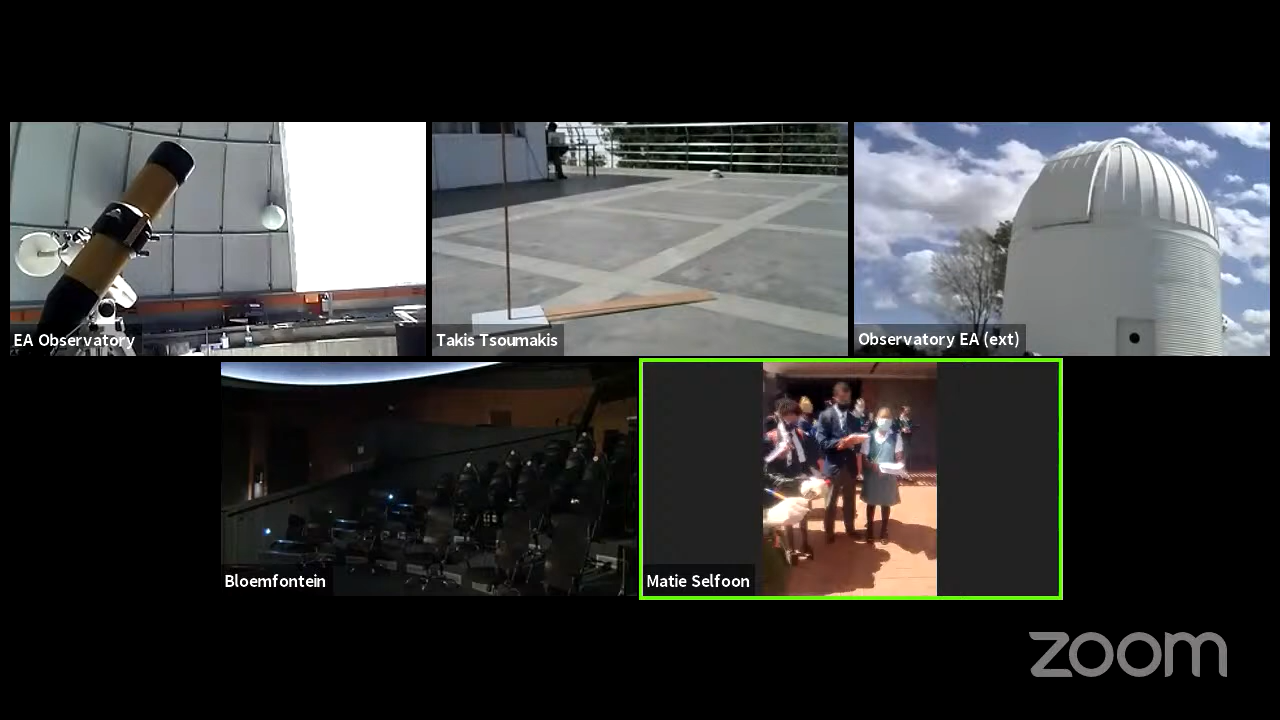 EA Observatory
Takis Tsoumakis
Observatory EA (ext)
Bloemfontein
Matie Selfoon
zoom